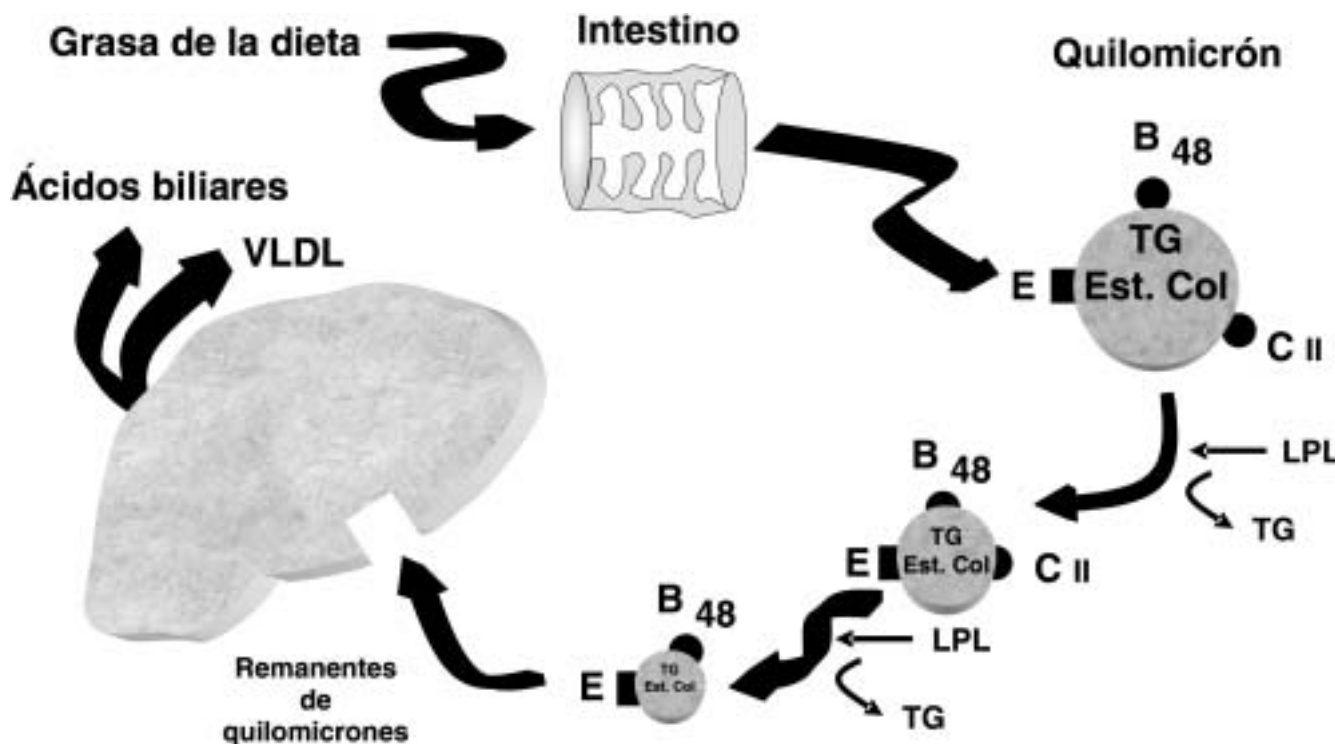 Grasa de la dieta
Intestino
Quilomicrón
B 48
TG
Est. Col
E
C II
Ácidos biliares
VLDL
LPL
TG
B 48
TG
Est. Col
E
C II
LPL
TG
B 48
TG
Est. Col
E
Remanentes
de
quilomicrones